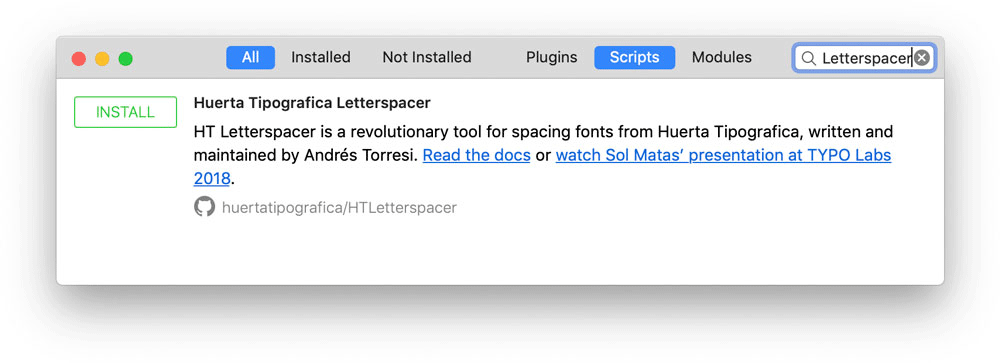 All Installed Not Installed Plugins Scripts Modules Letterspacer
INSTALL
Huerta Tipografica Letterspacer
HT Letterspacer is a revolutionary tool for spacing fonts from Huerta Tipografica, written and
maintained by Andrés Torresi. Read the docs or watch Sol Matas’ presentation at TYPO Labs
2018.
huertatipografica/HTLetterspacer